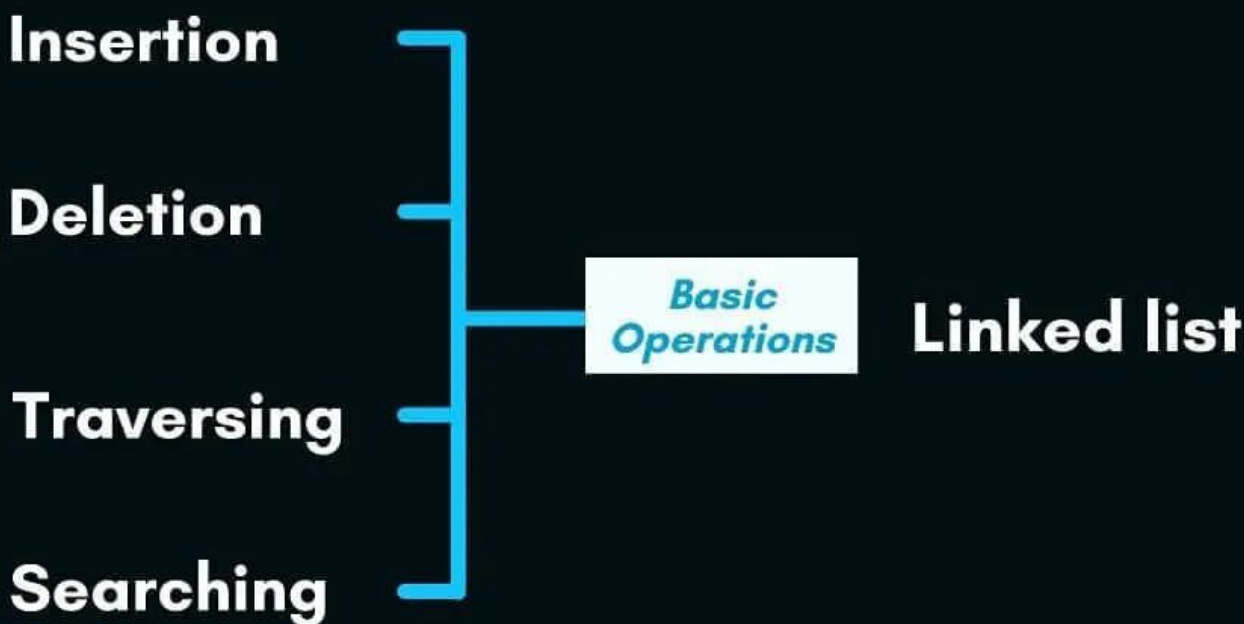 Insertion
Deletion
Basic
Operations
Linked list
Traversing
Searching